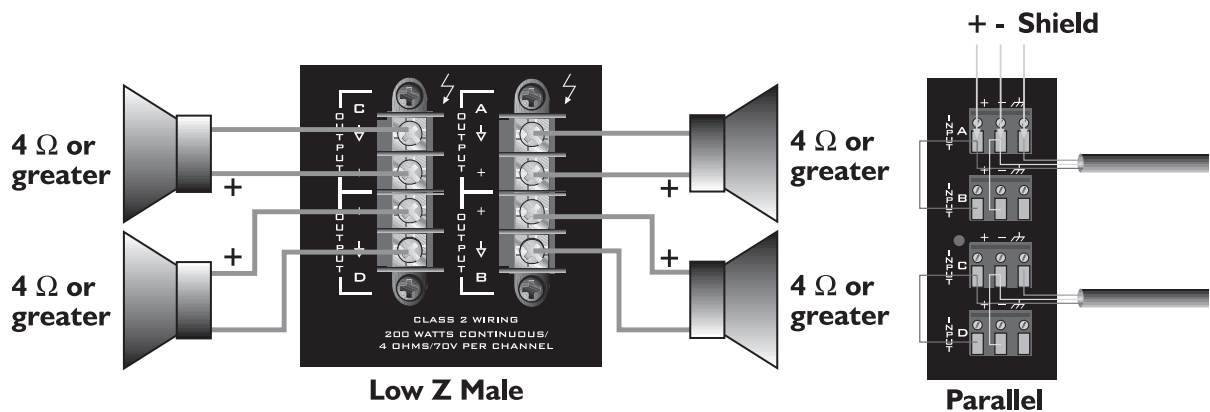 + - Shield
4 Ω or
greater
4 Ω or
greater
C
OUTPUT
+
+
OUTPUT
D
A
OUTPUT
+
+
OUTPUT
B
+
+
+
+
CLASS 2 WIRING
200 WATTS CONTINUOUS/
4 OHMS/70V PER CHANNEL
Low Z Male
4 Ω or
greater
4 Ω or
greater
+ -
INPUT A
+ -
INPUT B
+ -
INPUT C
+ -
INPUT D
Parallel